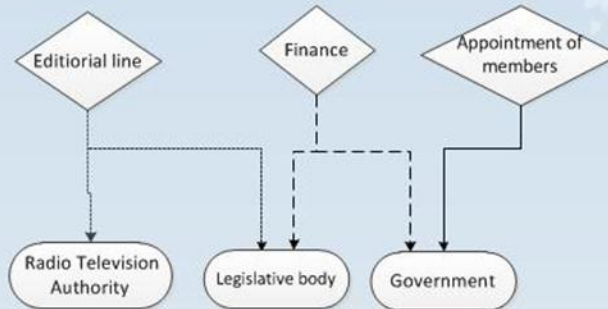 Editiorial line
Finance
Appointment of
members
Radio Television
Authority
Legislative body
Government